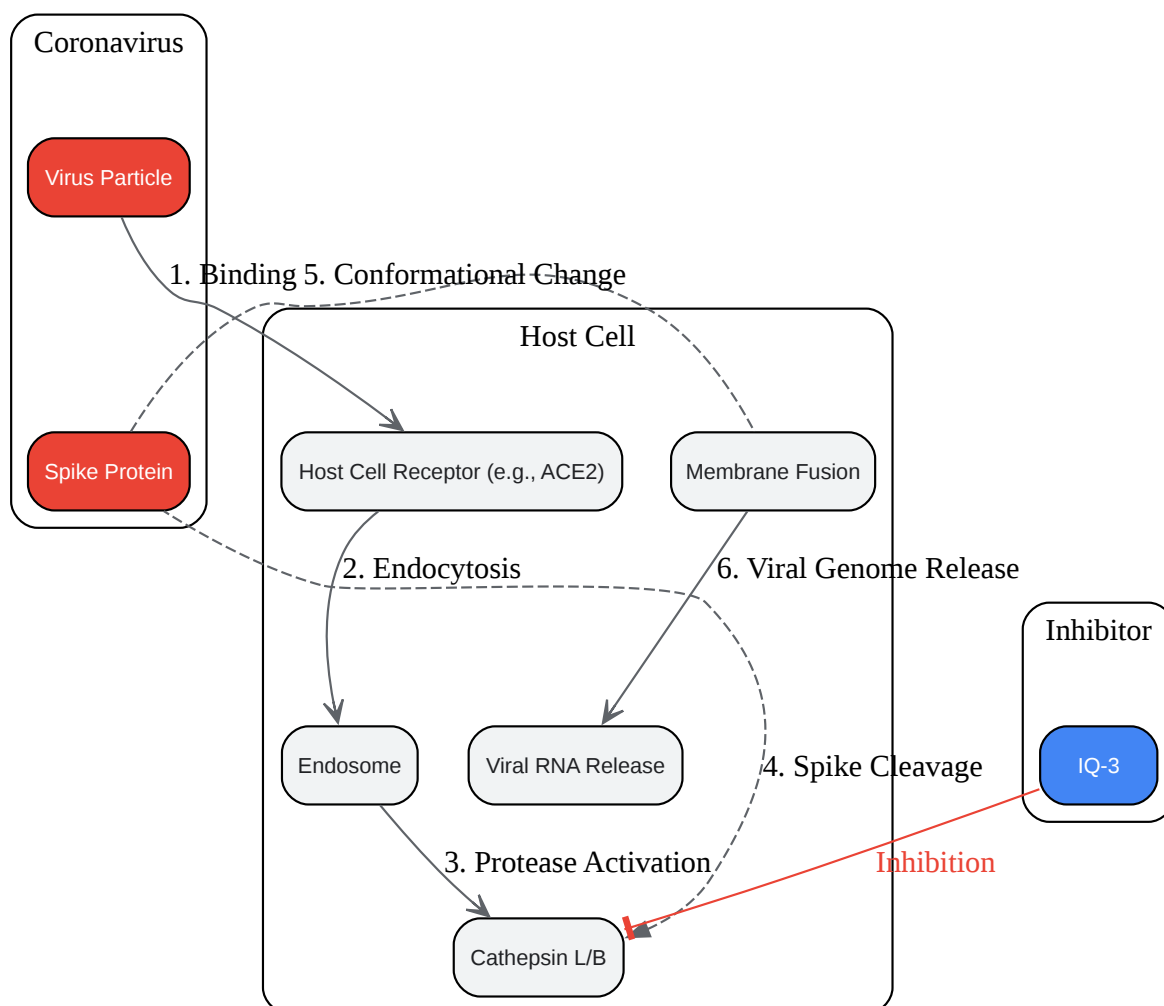 Coronavirus
Virus Particle
1. Binding
5. Conformational Change
Host Cell
Spike Protein
Host Cell Receptor (e.g., ACE2)
Membrane Fusion
2. Endocytosis
6. Viral Genome Release
Inhibitor
Endosome
Viral RNA Release
4. Spike Cleavage
IQ-3
3. Protease Activation
Inhibition
Cathepsin L/B